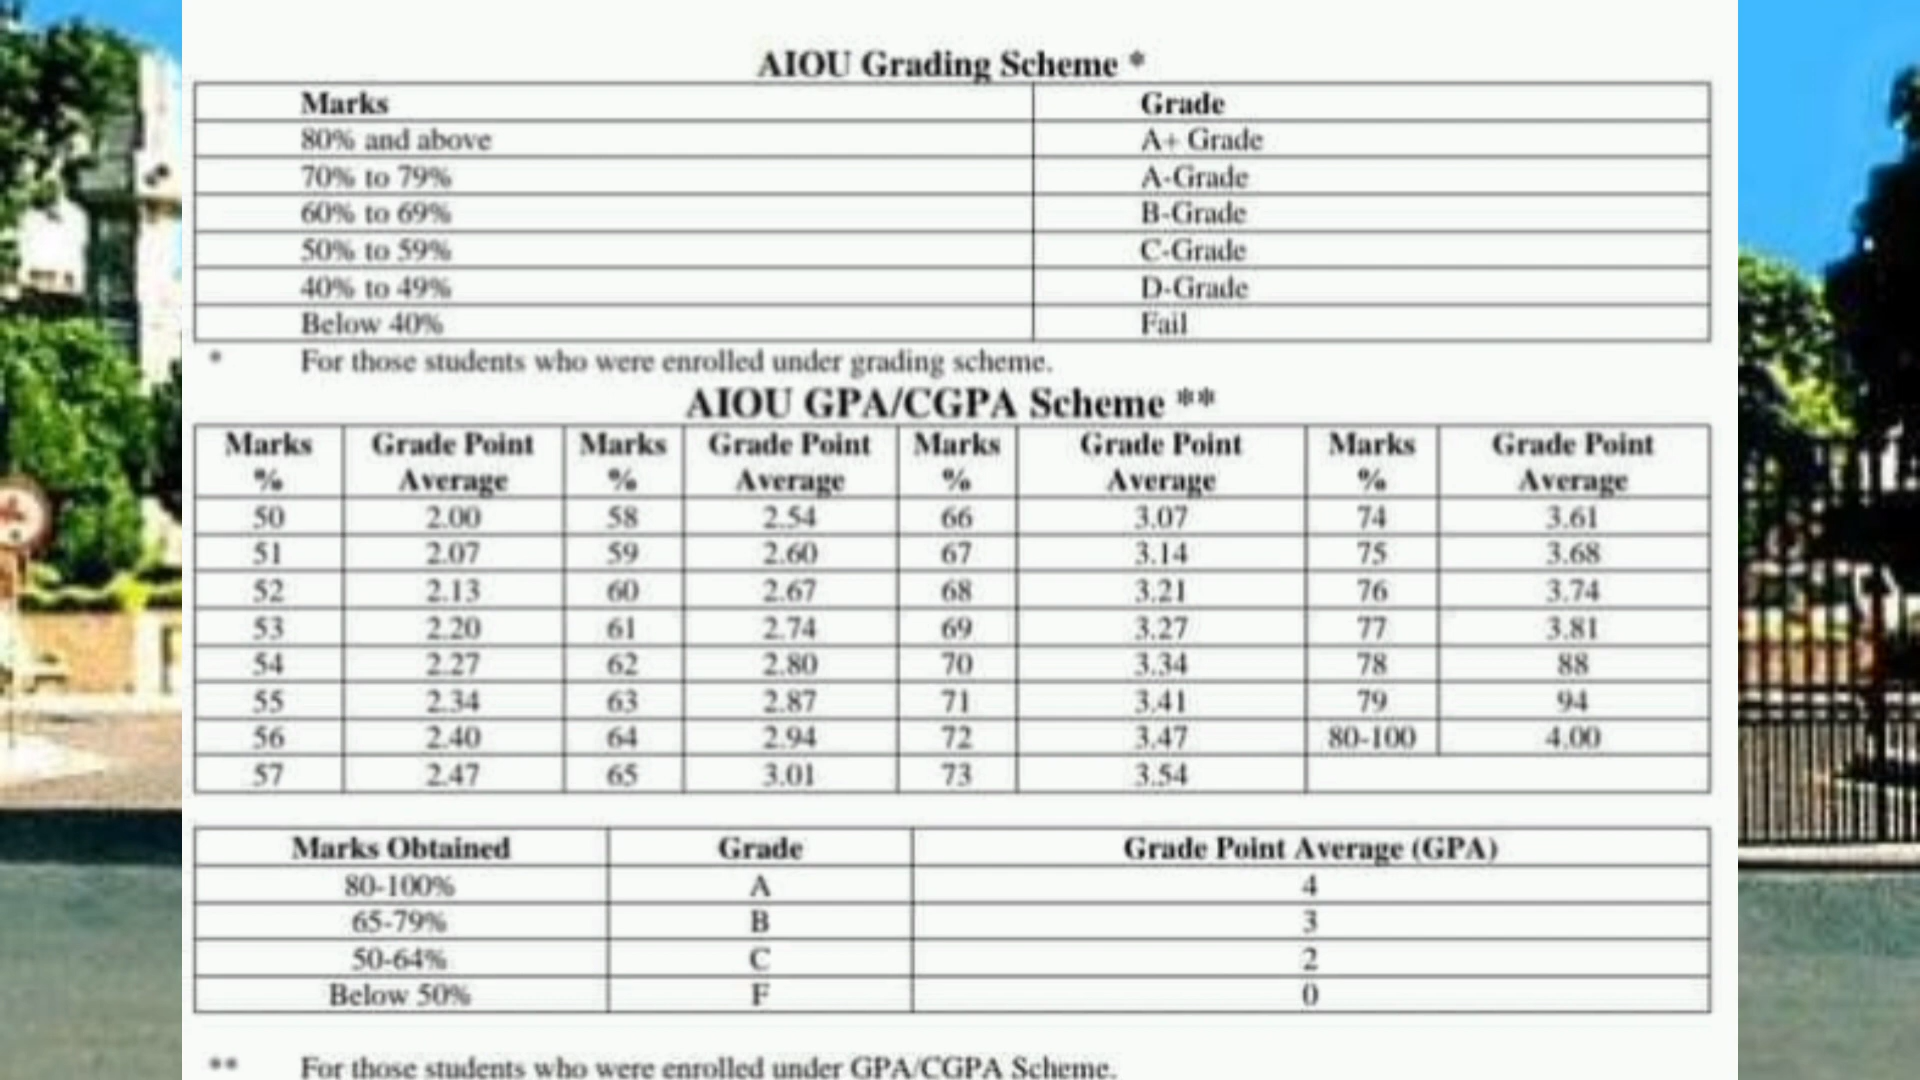 AIOU Grading Scheme *
Marks Grade
80% and above A+ Grade
70% to 79% A-Grade
60% to 69% B-Grade
50% to 59% C-Grade
40% to 49% D-Grade
Below 40% Fail
* For those students who were enrolled under grading scheme.
AIOU GPA/CGPA Scheme **
Marks % Grade Point Average Marks % Grade Point Average Marks % Grade Point Average Marks % Grade Point Average
50 2.00 58 2.54 66 3.07 74 3.61
51 2.07 59 2.60 67 3.14 75 3.68
52 2.13 60 2.67 68 3.21 76 3.74
53 2.20 61 2.74 69 3.27 77 3.81
54 2.27 62 2.80 70 3.34 78 88
55 2.34 63 2.87 71 3.41 79 94
56 2.40 64 2.94 72 3.47 80-100 4.00
57 2.47 65 3.01 73 3.54
Marks Obtained Grade Grade Point Average (GPA)
80-100% A 4
65-79% B 3
50-64% C 2
Below 50% F 0
** For those students who were enrolled under GPA/CGPA Scheme.